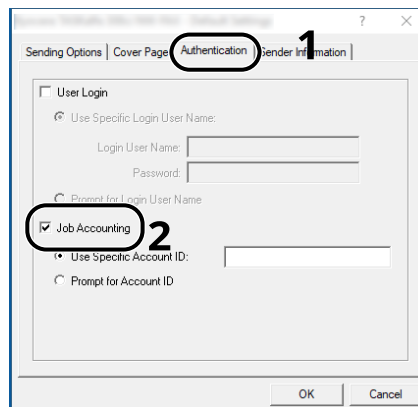 ? X
Sending Options Cover Page Authentication Sender Information
1
User Login
Use Specific Login User Name:
Login User Name:
Password:
Prompt for Login User Name
Job Accounting
2
Use Specific Account ID:
Prompt for Account ID
OK Cancel